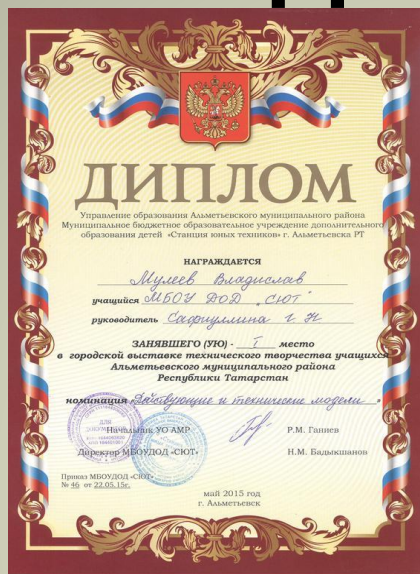 ДИПЛОМ
Управление образования Альметьевского муниципального района
Муниципальное бюджетное образовательное учреждение дополнительного
образования детей «Станция юных техников» г. Альметьевска РТ
НАГРАЖДАЕТСЯ
Мулеев Владислав
учащийся МБОУ ДОД "СЮТ"
руководитель Сафиуллина Г Н
ЗАНЯВШЕГО (УЮ) - I место
в городской выставке технического творчества учащихся
Альметьевского муниципального района
Республики Татарстан
номинация «Действующие и технические модели»
ДЛЯ
Начальник УО АМР Р.М. Ганиев
Директор МБОУДОД «СЮТ» Н.М. Бадыкшанов
Приказ МБОУДОД «СЮТ»
№ 46 от 22.05.15г.
май 2015 год
г. Альметьевск